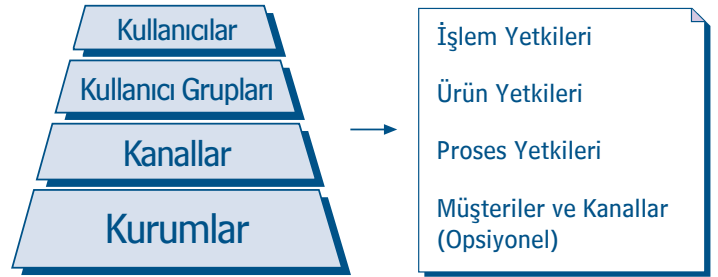 Kullanıcılar
Kullanıcı Grupları
Kanallar
Kurumlar
İşlem Yetkileri
Ürün Yetkileri
Proses Yetkileri
Müşteriler ve Kanallar
(Opsiyonel)